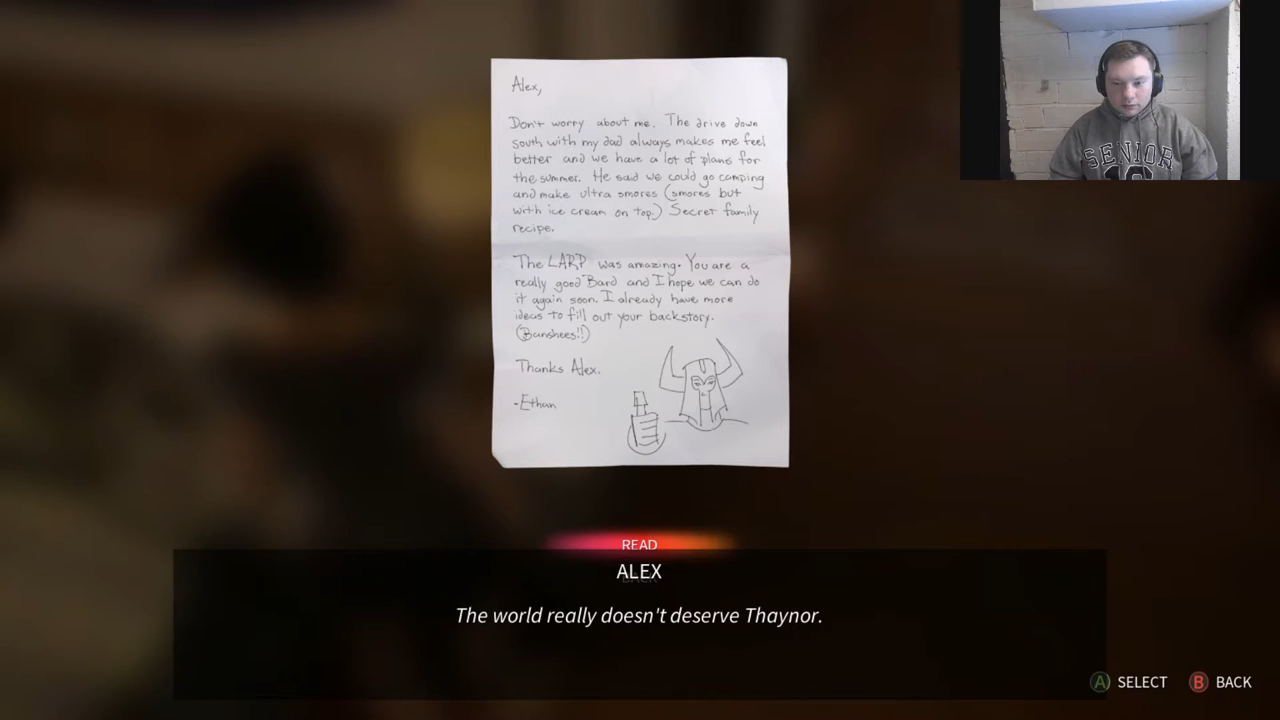 Alex,
Don't worry about me. The drive down
south with my dad always makes me feel
better and we have a lot of plans for
the summer. He said we could go camping
and make ultra smores (smores but
with ice cream on top.) Secret family
recipe.
The LARP was amazing. You are a
really good Bard and I hope we can do
it again soon. I already have more
ideas to fill out your backstory.
(Banshees!!)
Thanks Alex.
-Ethan
SENIOR
READ
ALEX
The world really doesn't deserve Thaynor.
A SELECT B BACK